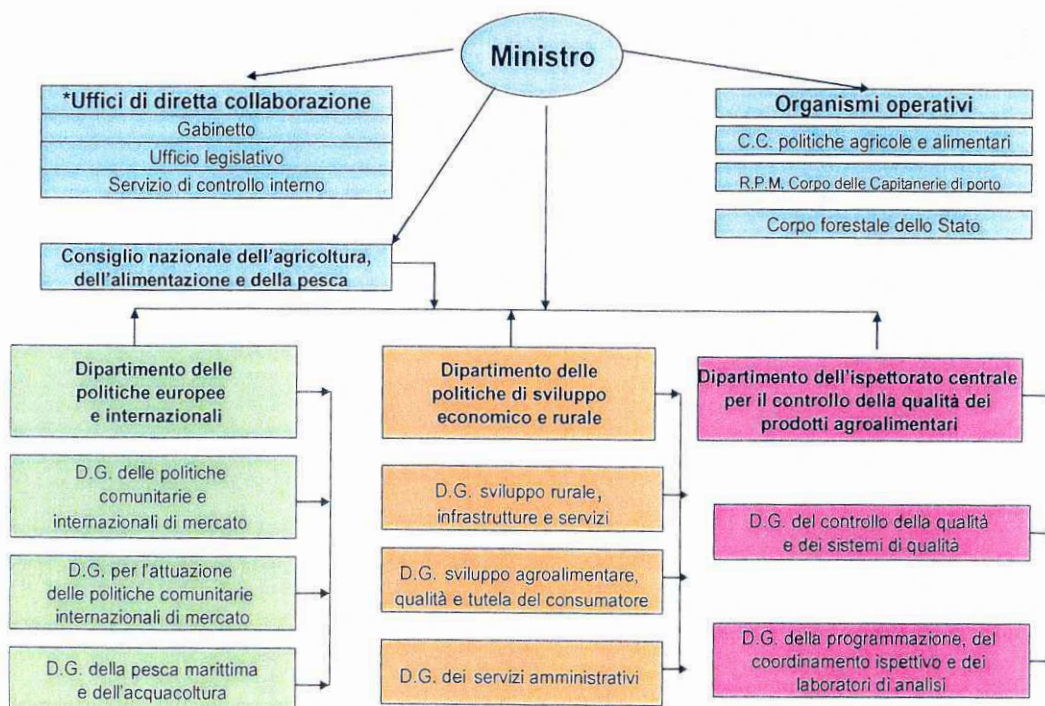 Ministro
*Uffici di diretta collaborazione
Gabinetto
Ufficio legislativo
Servizio di controllo interno
Organismi operativi
C.C. politiche agricole e alimentari
R.P.M. Corpo delle Capitanerie di porto
Corpo forestale dello Stato
Consiglio nazionale dell'agricoltura,
dell'alimentazione e della pesca
Dipartimento delle
politiche europee
e internazionali
D.G. delle politiche
comunitarie e
internazionali di mercato
D.G. per l'attuazione
delle politiche comunitarie
internazionali di mercato
D.G. della pesca marittima
e dell'acquacoltura
Dipartimento delle
politiche di sviluppo
economico e rurale
D.G. sviluppo rurale,
infrastrutture e servizi
D.G. sviluppo agroalimentare,
qualità e tutela del consumatore
D.G. dei servizi amministrativi
Dipartimento dell'ispettorato centrale
per il controllo della qualità dei
prodotti agroalimentari
D.G. del controllo della qualità
e dei sistemi di qualità
D.G. della programmazione, del
coordinamento ispettivo e dei
laboratori di analisi